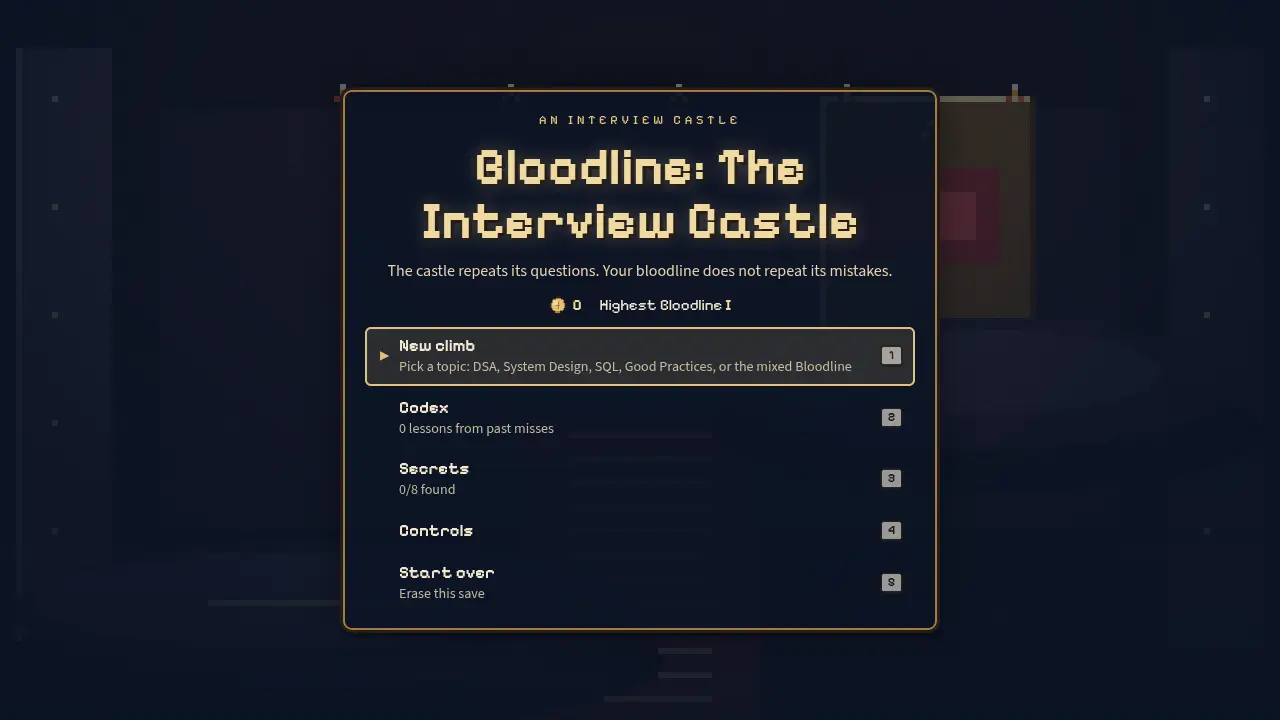 AN INTERVIEW CASTLE
Bloodline: The
Interview Castle
The castle repeats its questions. Your bloodline does not repeat its mistakes.
0 Highest Bloodline I
New climb
Pick a topic: DSA, System Design, SQL, Good Practices, or the mixed Bloodline
1
Codex
0 lessons from past misses
2
Secrets
0/8 found
3
Controls
4
Start over
Erase this save
5